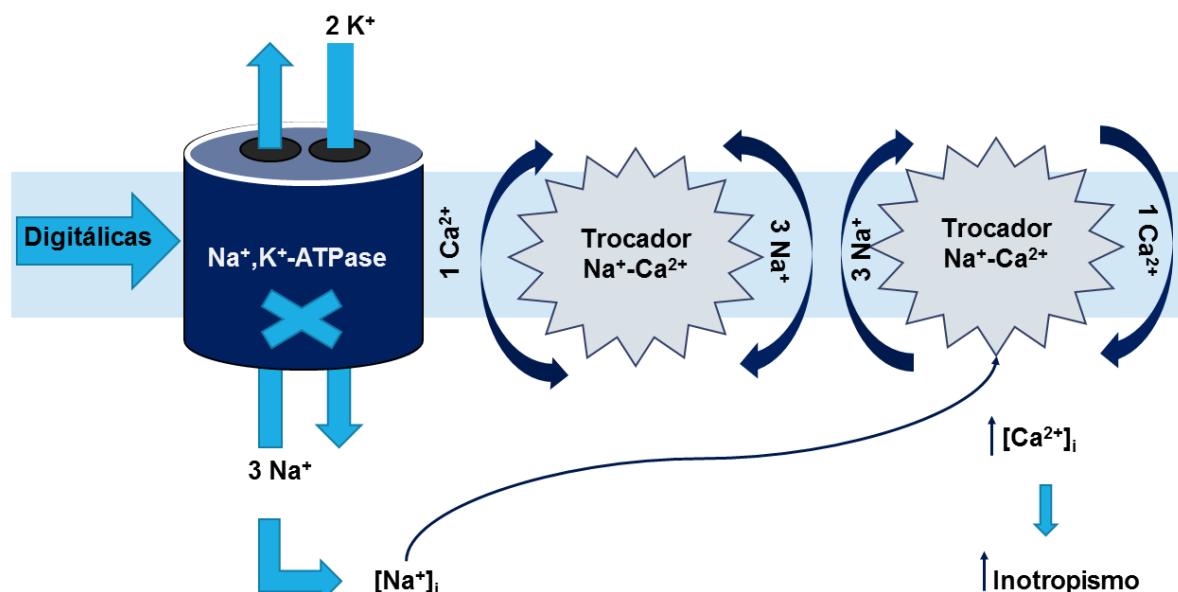 2 K⁺
Digitálicas
Na⁺,K⁺-ATPase
3 Na⁺
[Na⁺]ᵢ
1 Ca²⁺
Trocador
Na⁺-Ca²⁺
3 Na⁺
3 Na⁺
Trocador
Na⁺-Ca²⁺
1 Ca²⁺
[Ca²⁺]ᵢ
Inotropismo